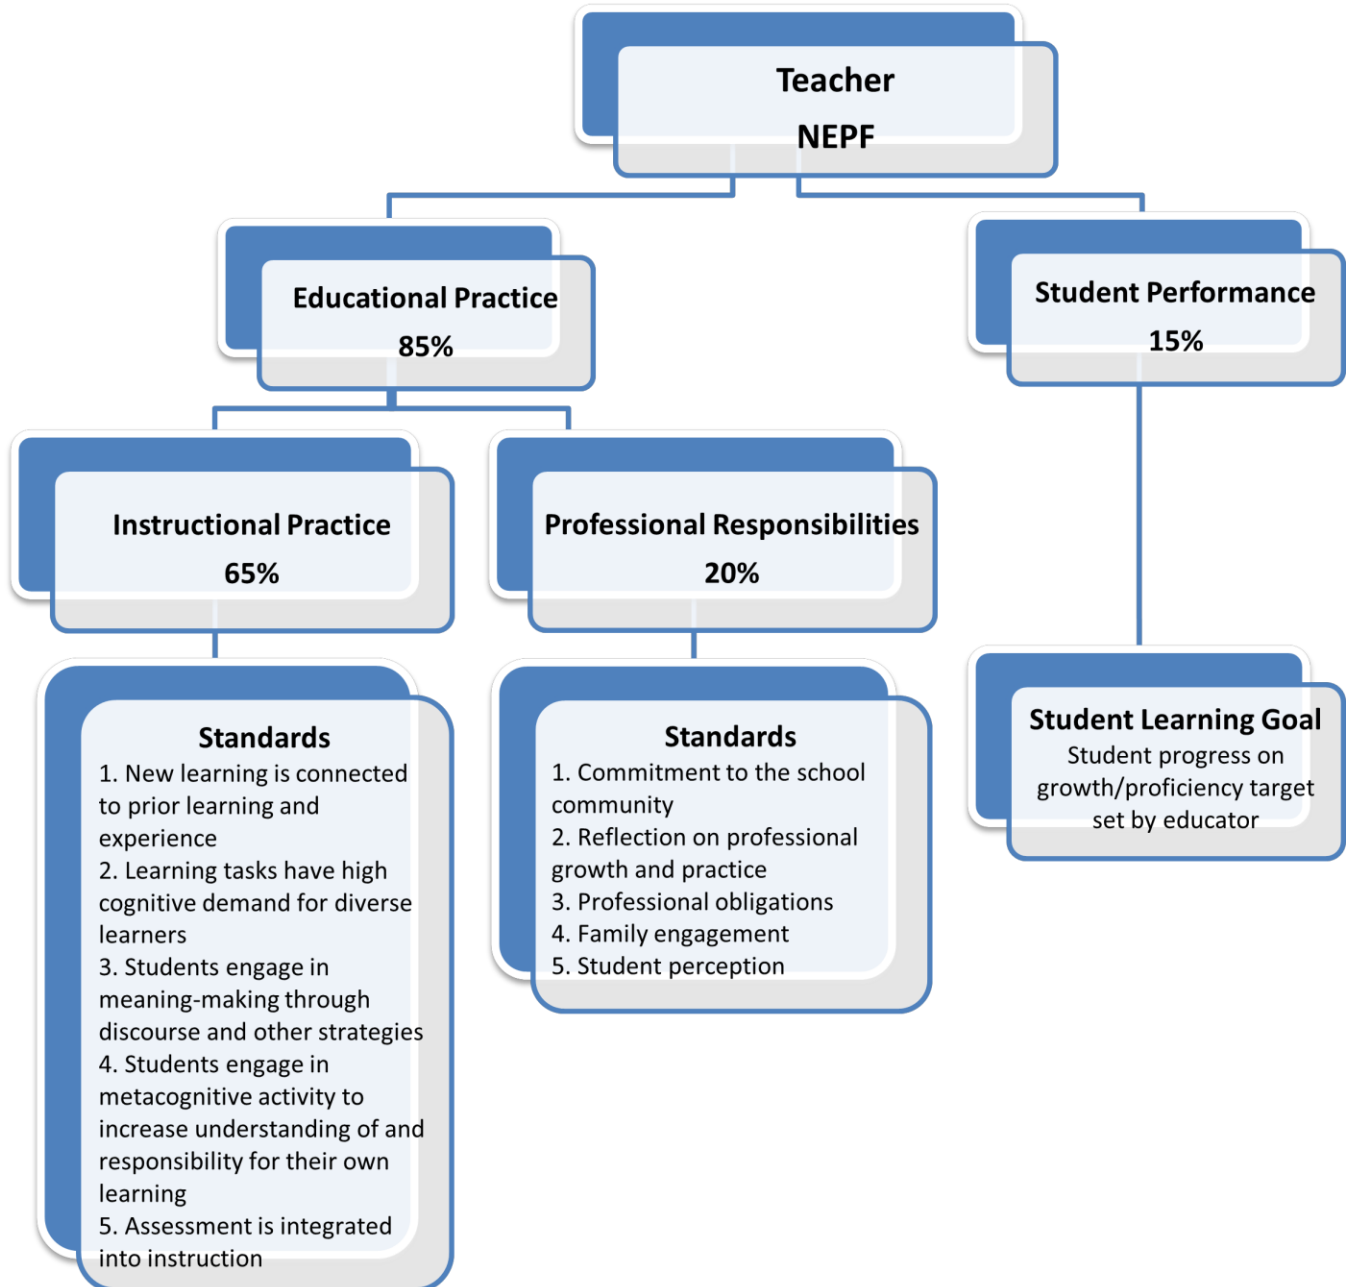 Teacher
NEPF
Educational Practice
85%
Student Performance
15%
Instructional Practice
65%
Professional Responsibilities
20%
Standards
1. New learning is connected
to prior learning and
experience
2. Learning tasks have high
cognitive demand for diverse
learners
3. Students engage in
meaning-making through
discourse and other strategies
4. Students engage in
metacognitive activity to
increase understanding of and
responsibility for their own
learning
5. Assessment is integrated
into instruction
Standards
1. Commitment to the school
community
2. Reflection on professional
growth and practice
3. Professional obligations
4. Family engagement
5. Student perception
Student Learning Goal
Student progress on
growth/proficiency target
set by educator